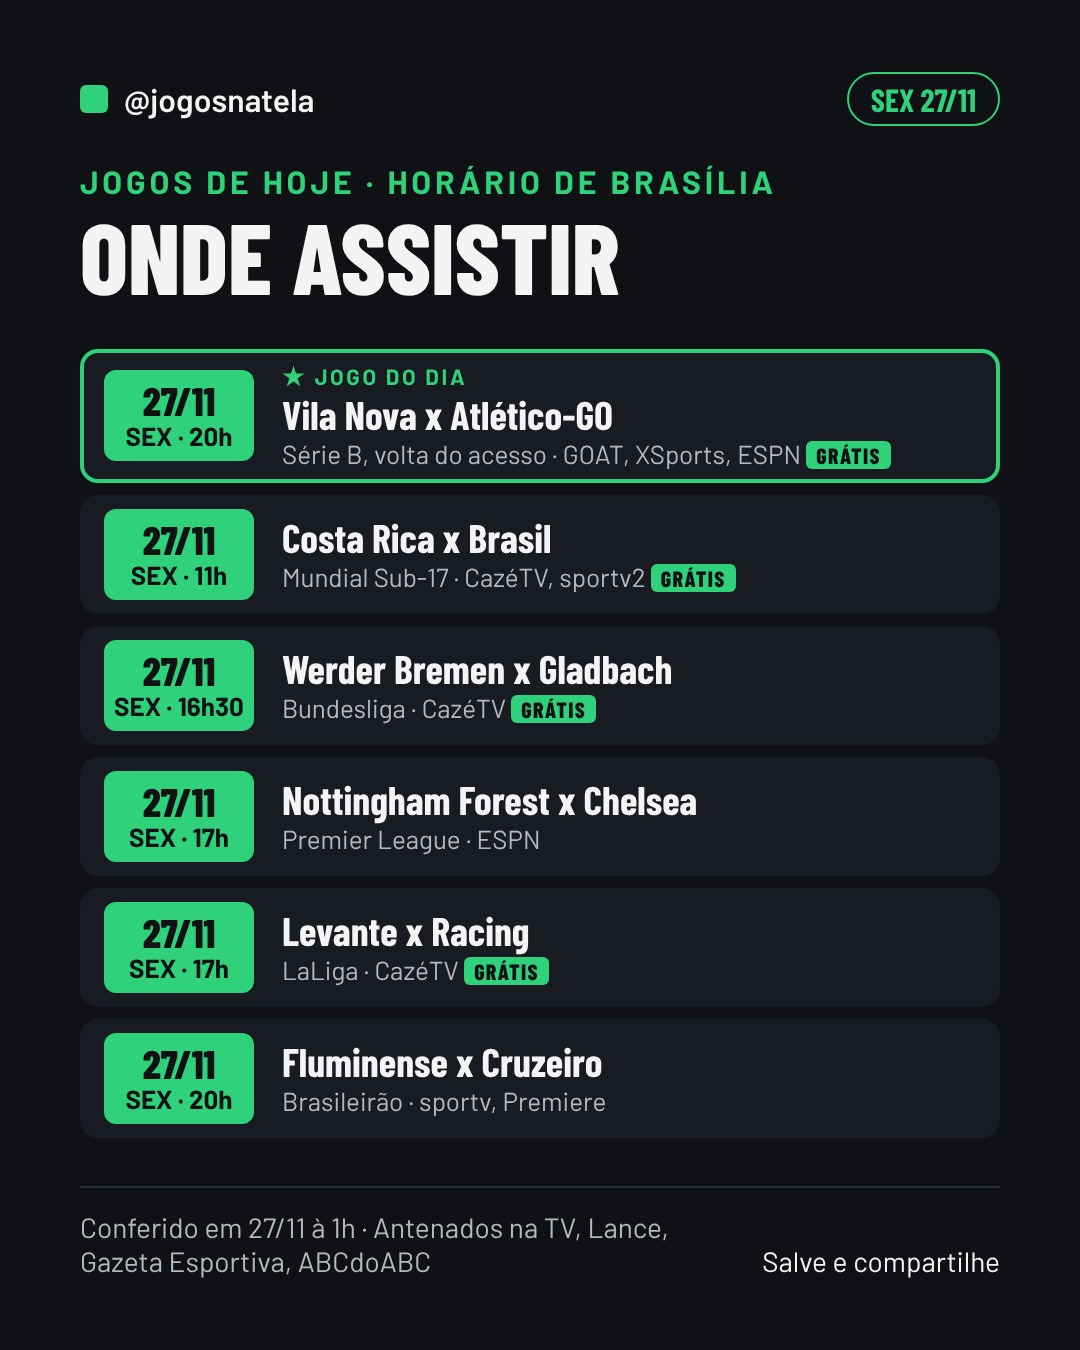 @jogosnatela
SEX 27/11
JOGOS DE HOJE · HORÁRIO DE BRASÍLIA
ONDE ASSISTIR
27/11
SEX · 20h
★ JOGO DO DIA
Vila Nova x Atlético-GO
Série B, volta do acesso · GOAT, XSports, ESPN GRÁTIS
27/11
SEX · 11h
Costa Rica x Brasil
Mundial Sub-17 · CazéTV, sportv2 GRÁTIS
27/11
SEX · 16h30
Werder Bremen x Gladbach
Bundesliga · CazéTV GRÁTIS
27/11
SEX · 17h
Nottingham Forest x Chelsea
Premier League · ESPN
27/11
SEX · 17h
Levante x Racing
LaLiga · CazéTV GRÁTIS
27/11
SEX · 20h
Fluminense x Cruzeiro
Brasileirão · sportv, Premiere
Conferido em 27/11 à 1h · Antenados na TV, Lance,
Gazeta Esportiva, ABCdoABC
Salve e compartilhe